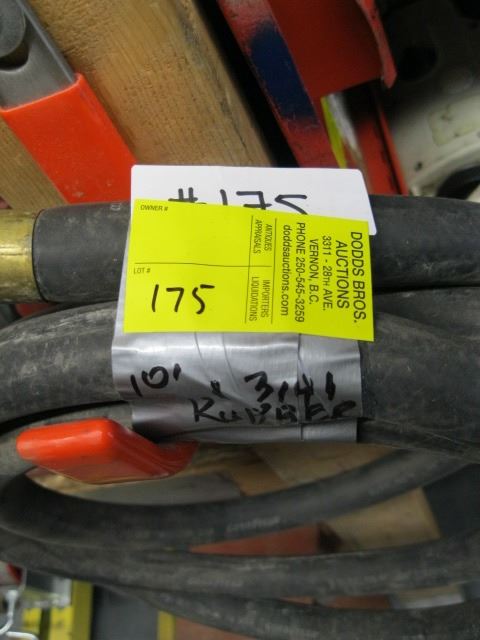 # 175
OWNER #
LOT #
175
ANTIQUES
APPRAISALS
IMPORTERS
LIQUIDATIONS
DODDS BROS.
AUCTIONS
3311 - 28TH AVE.
VERNON, B.C.
PHONE 250-545-3259
doddsauctions.com
10' 3/4"
RUBBER